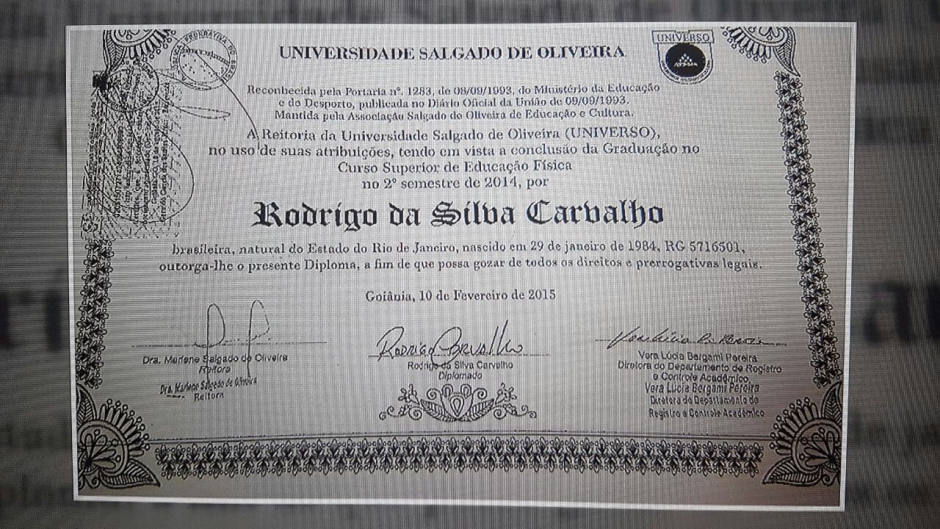 UNIVERSIDADE SALGADO DE OLIVEIRA
UNIVERSO
Reconhecida pela Portaria nº. 1283, de 08/09/1993, do Ministério da Educação
e do Desporto, publicada no Diário Oficial da União de 09/09/1993.
Mantida pela Associação Salgado de Oliveira de Educação e Cultura.
A Reitoria da Universidade Salgado de Oliveira (UNIVERSO),
no uso de suas atribuições, tendo em vista a conclusão da Graduação no
Curso Superior de Educação Física
no 2º semestre de 2014, por
Rodrigo da Silva Carvalho
brasileira, natural do Estado do Rio de Janeiro, nascido em 29 de janeiro de 1984, RG 5716501,
outorga-lhe o presente Diploma, a fim de que possa gozar de todos os direitos e prerrogativas legais.
Goiânia, 10 de Fevereiro de 2015
Rodrigo Carvalho
Dra. Marlene Salgado de Oliveira
Reitora
Dra. Marlene Salgado de Oliveira
Reitora
Rodrigo da Silva Carvalho
Diplomado
Vera Lúcia Bergami Pereira
Diretora do Departamento de Registro
e Controle Acadêmico
Vera Lúcia Bergami Pereira
Diretora do Departamento de
Registro e Controle Acadêmico